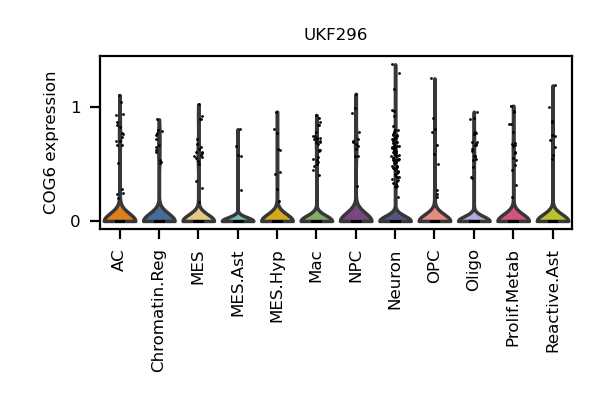 UKF296
COG6 expression
1
0
AC
Chromatin.Reg
MES
MES.Ast
MES.Hyp
Mac
NPC
Neuron
OPC
Oligo
Prolif.Metab
Reactive.Ast